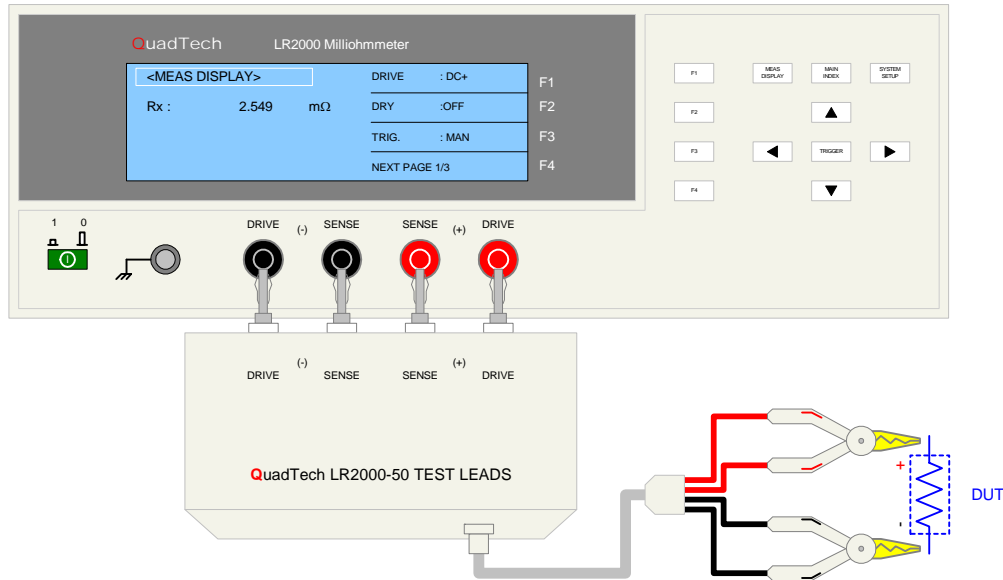 QuadTech LR2000 Milliohmmeter
<MEAS DISPLAY> DRIVE : DC+ F1
Rx : 2.549 mΩ DRY :OFF F2
TRIG. : MAN F3
NEXT PAGE 1/3 F4
F1 MEAS DISPLAY MAIN INDEX SYSTEM SETUP
F2
F3 TRIGGER
F4
1 0
DRIVE (-) SENSE SENSE (+) DRIVE
DRIVE (-) SENSE SENSE (+) DRIVE
QuadTech LR2000-50 TEST LEADS
+
DUT
-